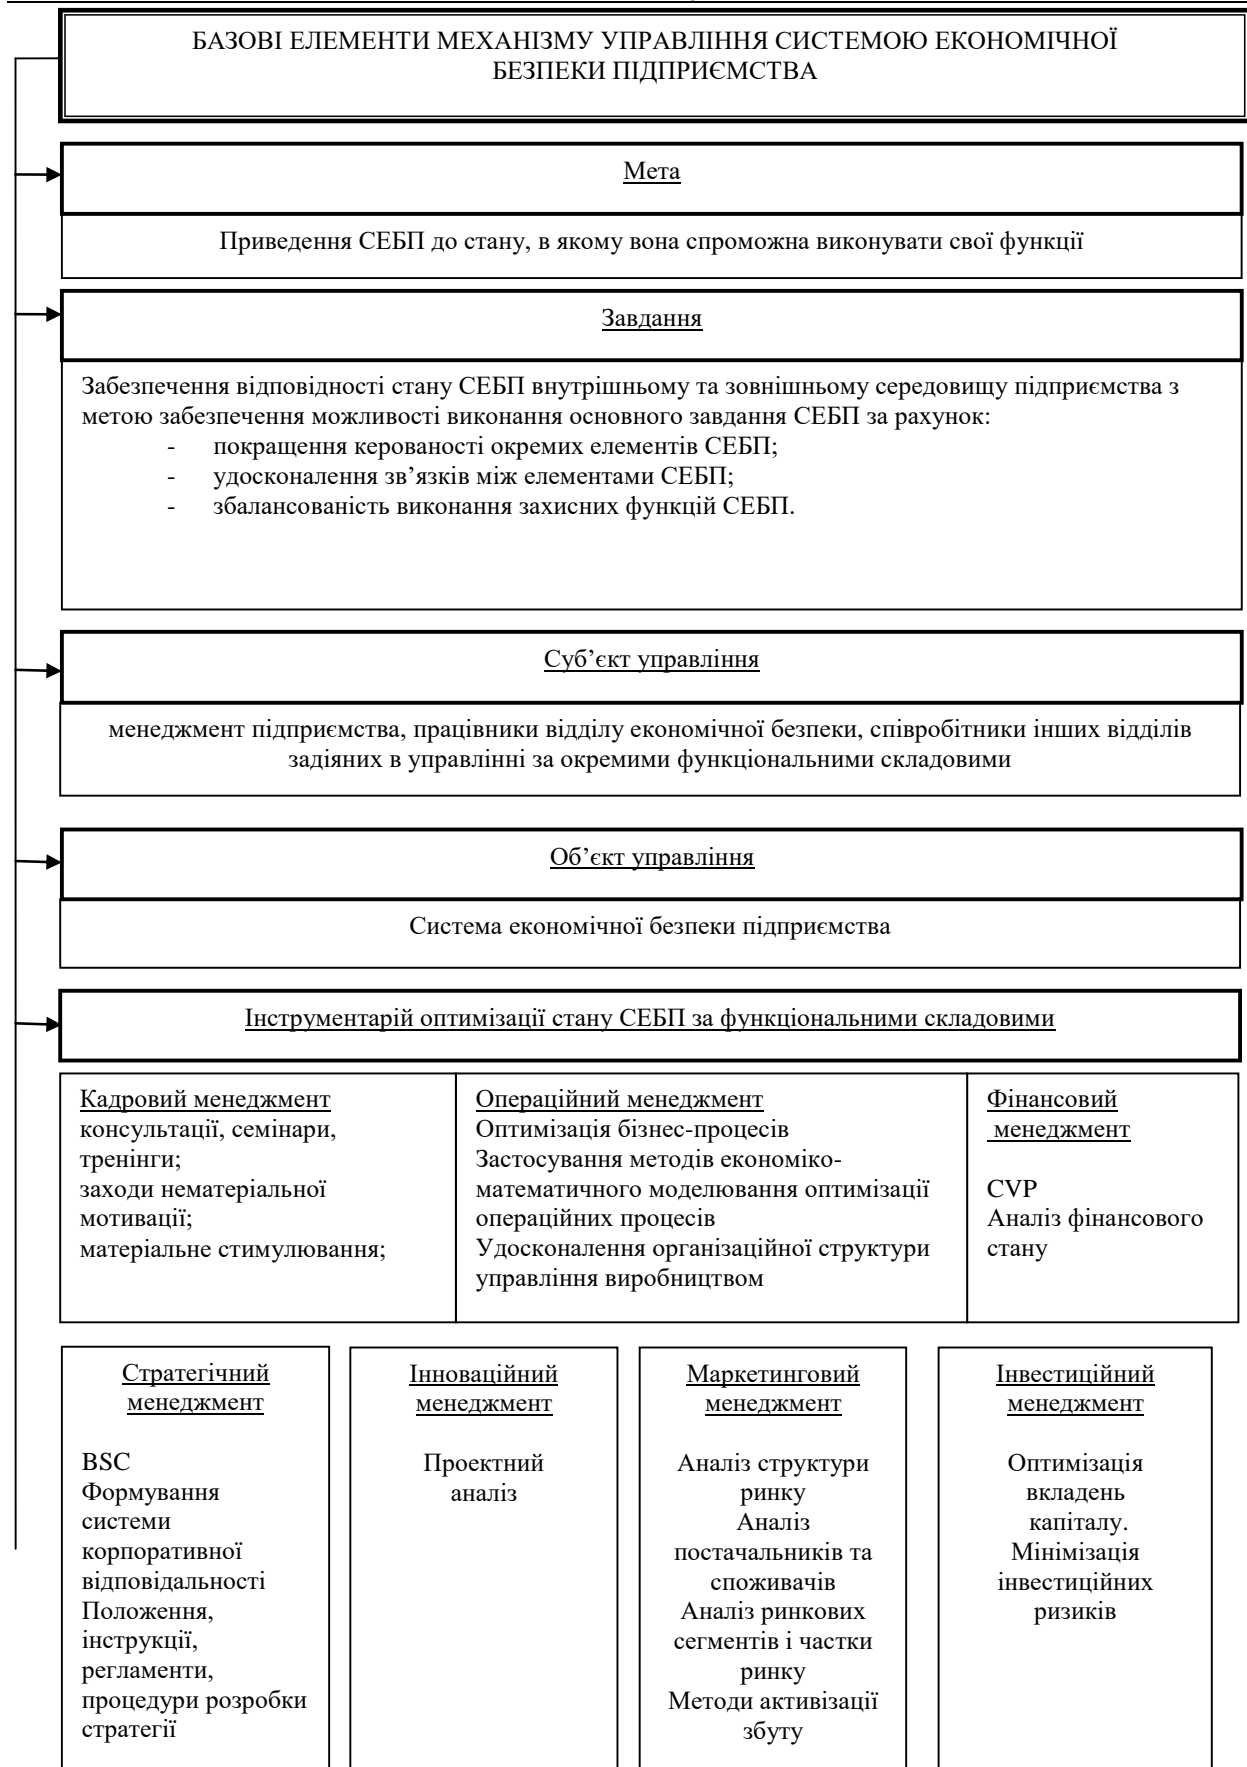 БАЗОВІ ЕЛЕМЕНТИ МЕХАНІЗМУ УПРАВЛІННЯ СИСТЕМОЮ ЕКОНОМІЧНОЇ
БЕЗПЕКИ ПІДПРИЄМСТВА
Мета
Приведення СЕБП до стану, в якому вона спроможна виконувати свої функції
Завдання
Забезпечення відповідності стану СЕБП внутрішньому та зовнішньому середовищу підприємства з
метою забезпечення можливості виконання основного завдання СЕБП за рахунок:
- покращення керованості окремих елементів СЕБП;
- удосконалення зв’язків між елементами СЕБП;
- збалансованість виконання захисних функцій СЕБП.
Суб’єкт управління
менеджмент підприємства, працівники відділу економічної безпеки, співробітники інших відділів
задіяних в управлінні за окремими функціональними складовими
Об’єкт управління
Система економічної безпеки підприємства
Інструментарій оптимізації стану СЕБП за функціональними складовими
Кадровий менеджмент
консультації, семінари,
тренінги;
заходи нематеріальної
мотивації;
матеріальне стимулювання;
Операційний менеджмент
Оптимізація бізнес-процесів
Застосування методів економіко-
математичного моделювання оптимізації
операційних процесів
Удосконалення організаційної структури
управління виробництвом
Фінансовий
менеджмент
CVP
Аналіз фінансового
стану
Стратегічний
менеджмент
BSC
Формування
системи
корпоративної
відповідальності
Положення,
інструкції,
регламенти,
процедури розробки
стратегії
Інноваційний
менеджмент
Проектний
аналіз
Маркетинговий
менеджмент
Аналіз структури
ринку
Аналіз
постачальників та
споживачів
Аналіз ринкових
сегментів і частки
ринку
Методи активізації
збуту
Інвестиційний
менеджмент
Оптимізація
вкладень
капіталу.
Мінімізація
інвестиційних
ризиків